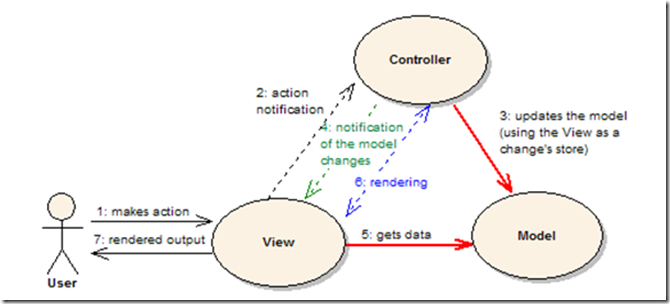 Controller
2: action
notification
3: updates the model
(using the View as a
change's store)
4: notification
of the model
changes
6: rendering
1: makes action
7: rendered output
View
5: gets data
Model
User